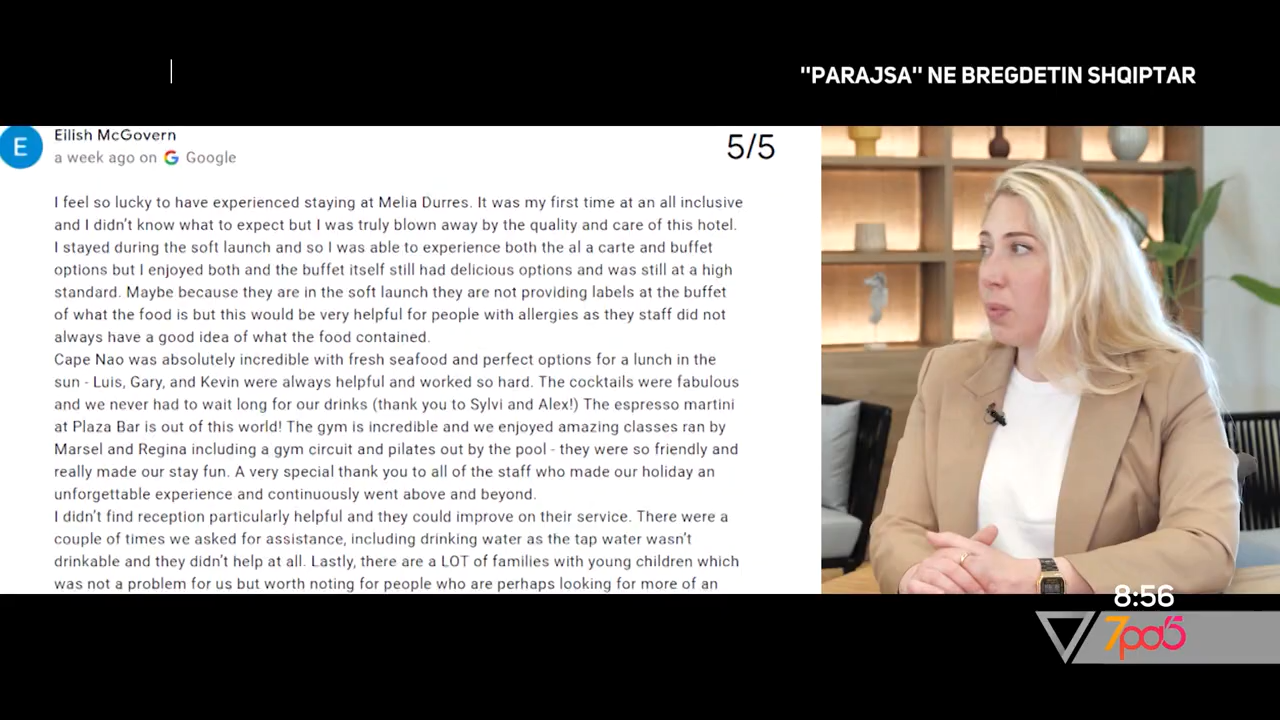 "PARAJSA" NE BREGDETIN SHQIPTAR
E
Eilish McGovern
5/5
a week ago on Google
I feel so lucky to have experienced staying at Melia Durres. It was my first time at an all inclusive
and I didn't know what to expect but I was truly blown away by the quality and care of this hotel.
I stayed during the soft launch and so I was able to experience both the al a carte and buffet
options but I enjoyed both and the buffet itself still had delicious options and was still at a high
standard. Maybe because they are in the soft launch they are not providing labels at the buffet
of what the food is but this would be very helpful for people with allergies as they staff did not
always have a good idea of what the food contained.
Cape Nao was absolutely incredible with fresh seafood and perfect options for a lunch in the
sun - Luis, Gary, and Kevin were always helpful and worked so hard. The cocktails were fabulous
and we never had to wait long for our drinks (thank you to Sylvi and Alex!) The espresso martini
at Plaza Bar is out of this world! The gym is incredible and we enjoyed amazing classes ran by
Marsel and Regina including a gym circuit and pilates out by the pool - they were so friendly and
really made our stay fun. A very special thank you to all of the staff who made our holiday an
unforgettable experience and continuously went above and beyond.
I didn't find reception particularly helpful and they could improve on their service. There were a
couple of times we asked for assistance, including drinking water as the tap water wasn't
drinkable and they didn't help at all. Lastly, there are a LOT of families with young children which
was not a problem for us but worth noting for people who are perhaps looking for more of an
8:56
7pa5